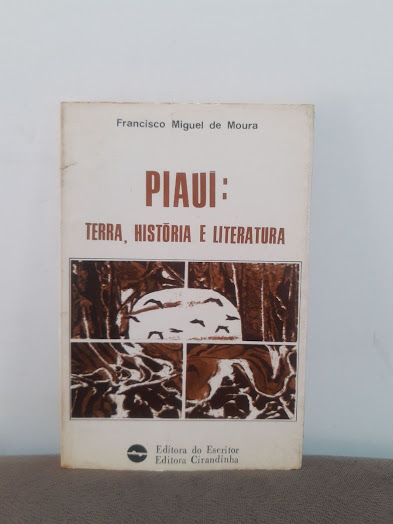 Francisco Miguel de Moura
PIAUÍ:
TERRA, HISTÓRIA E LITERATURA
Editora do Escritor
Editora Cirandinha